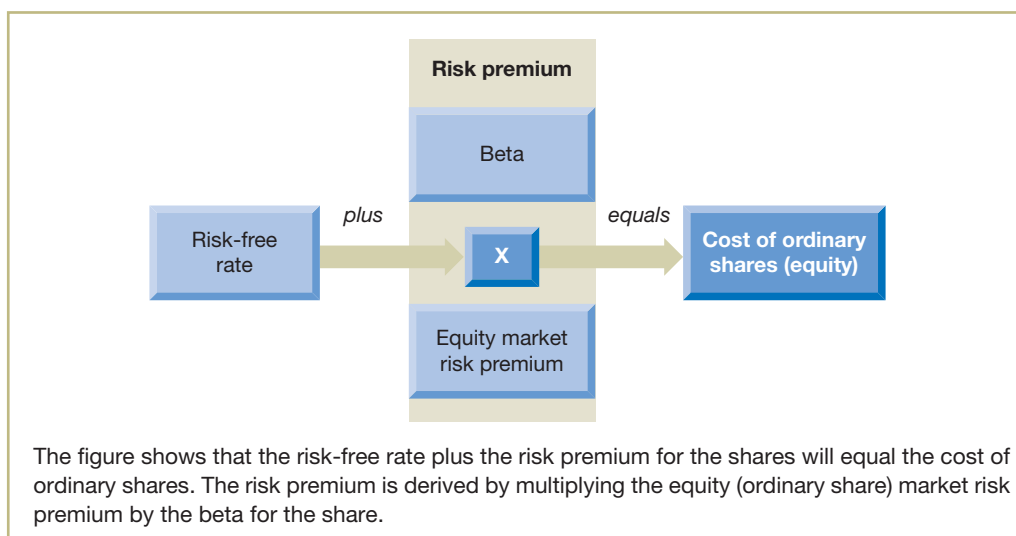 Risk premium
Beta
plus
equals
Risk-free
rate
X
Cost of ordinary
shares (equity)
Equity market
risk premium
The figure shows that the risk-free rate plus the risk premium for the shares will equal the cost of
ordinary shares. The risk premium is derived by multiplying the equity (ordinary share) market risk
premium by the beta for the share.